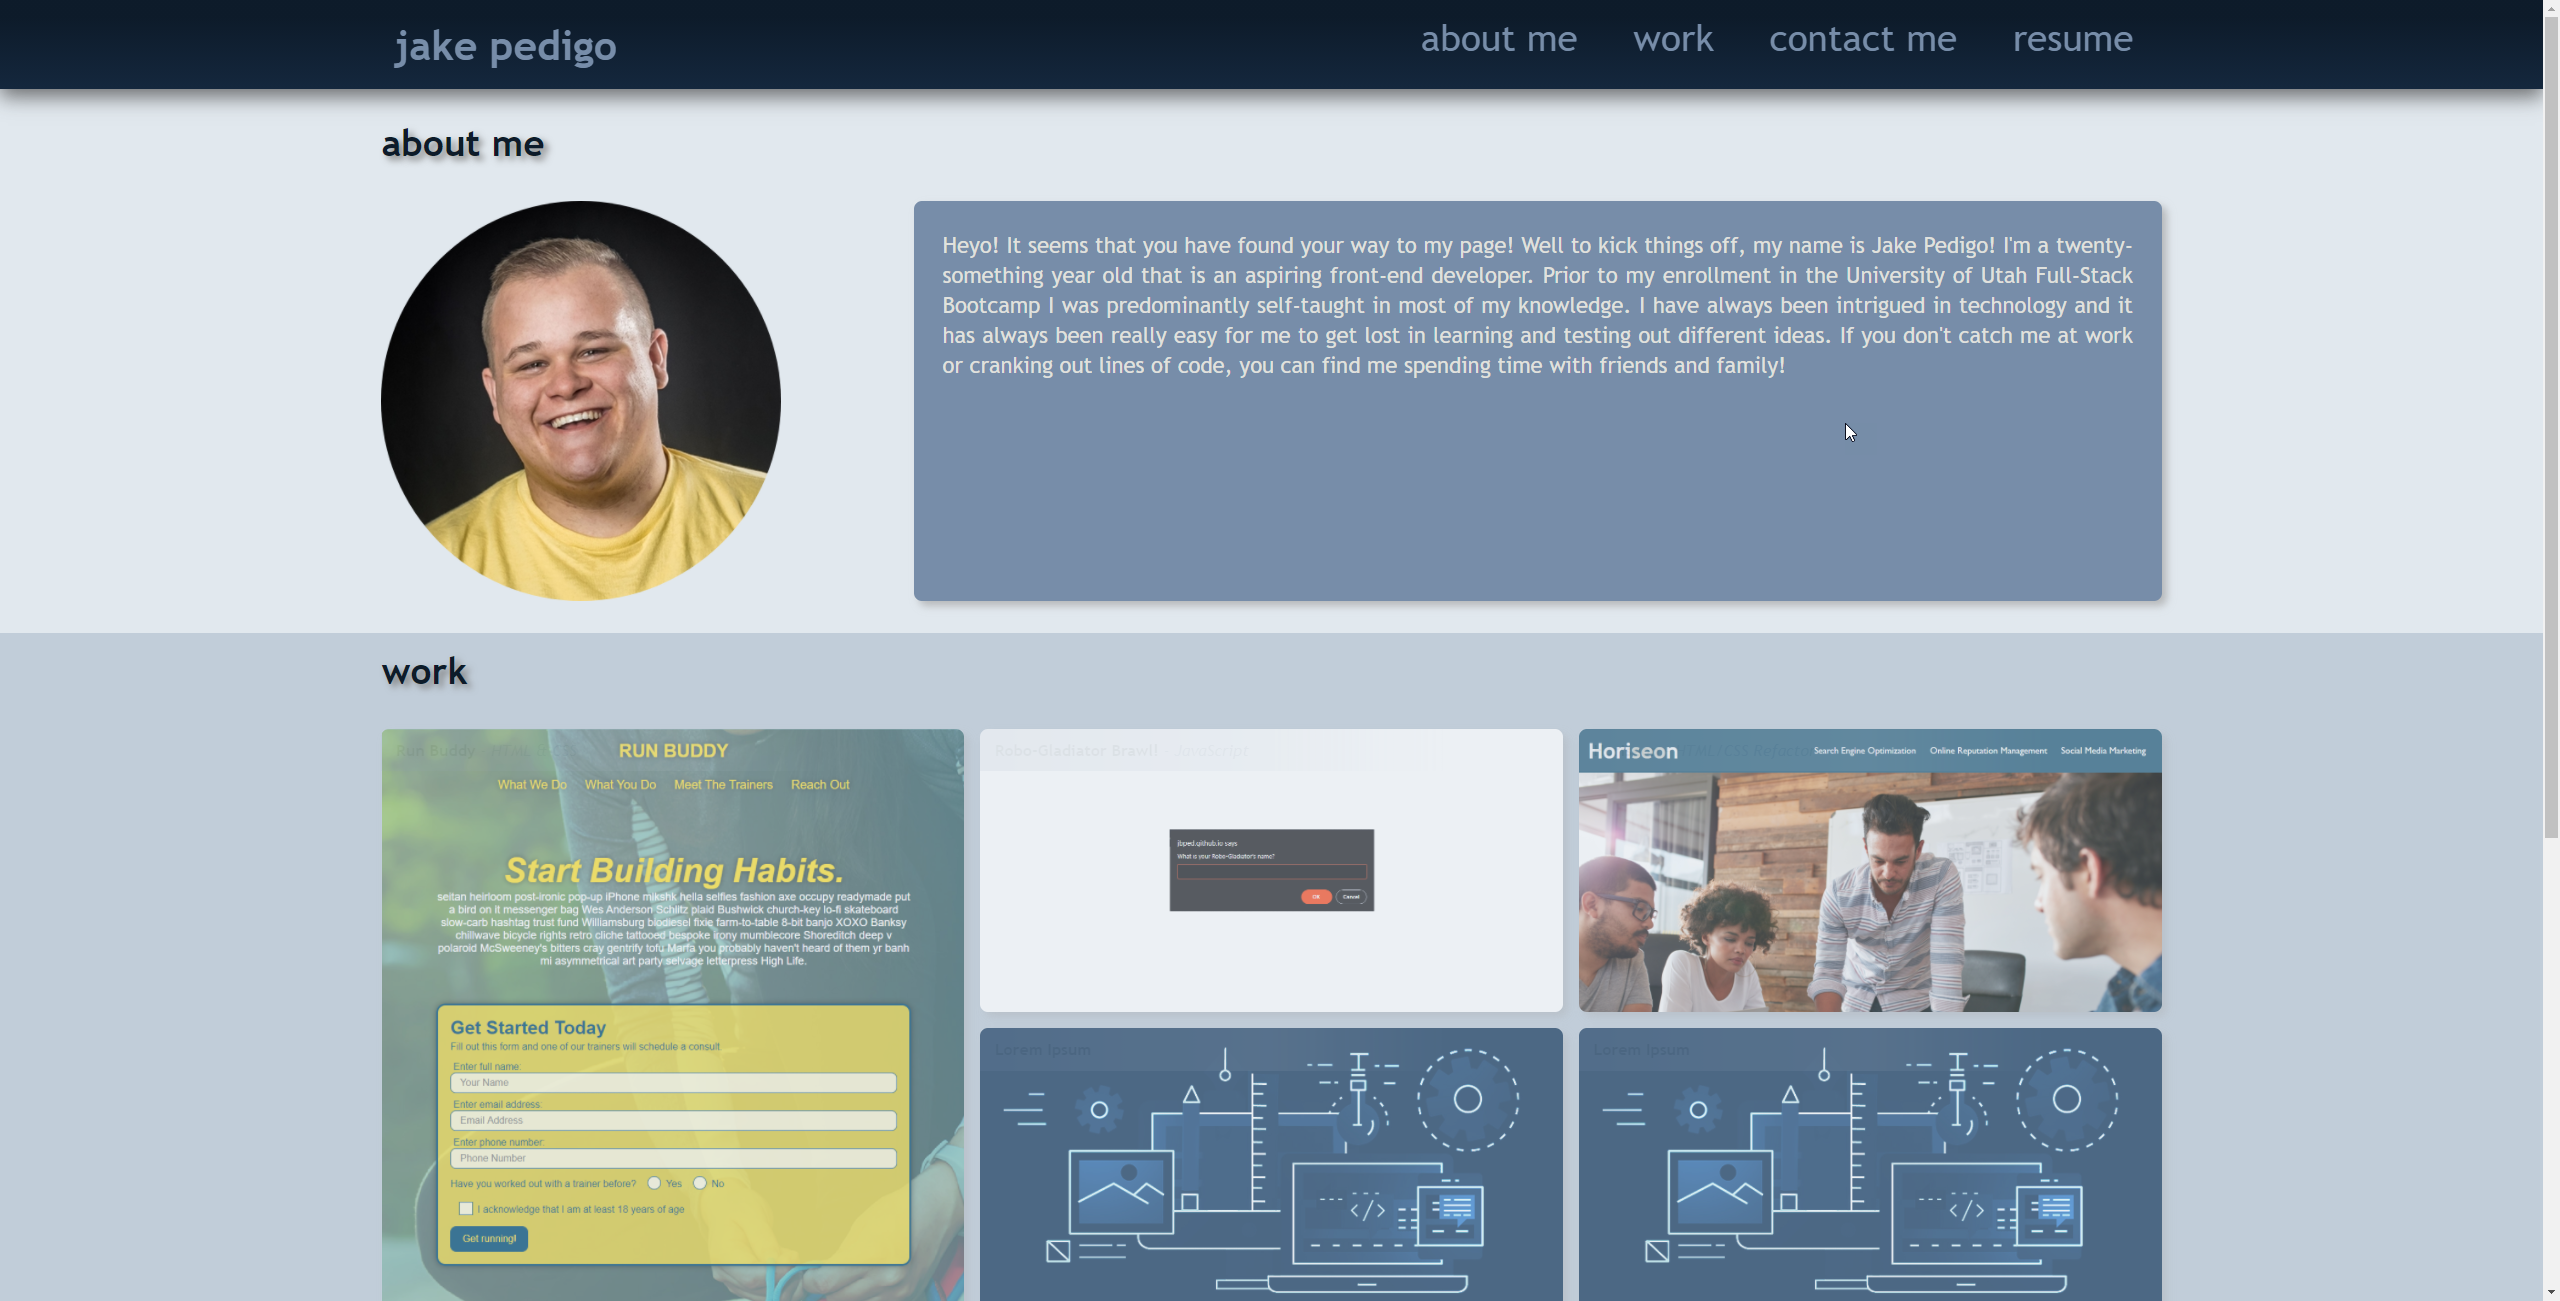 jake pedigo
about me work contact me resume
about me
Heyo! It seems that you have found your way to my page! Well to kick things off, my name is Jake Pedigo! I'm a twenty-
something year old that is an aspiring front-end developer. Prior to my enrollment in the University of Utah Full-Stack
Bootcamp I was predominantly self-taught in most of my knowledge. I have always been intrigued in technology and it
has always been really easy for me to get lost in learning and testing out different ideas. If you don't catch me at work
or cranking out lines of code, you can find me spending time with friends and family!
work
Run Buddy
RUN BUDDY
What We Do What You Do Meet The Trainers Reach Out
Start Building Habits.
seitan heirloom post-ironic pop-up iPhone mikshk hella selfies fashion axe occupy readymade put
a bird on it messenger bag Wes Anderson Schlitz plaid Bushwick church-key lo-fi skateboard
slow-carb hashtag trust fund Williamsburg biodiesel fixie farm-to-table 8-bit banjo XOXO Banksy
chillwave bicycle rights retro cliche tattooed bespoke irony mumblecore Shoreditch deep v
polaroid McSweeney's bitters cray gentrify tofu Marfa you probably haven't heard of them yr banh
mi asymmetrical art party selvage letterpress High Life.
Get Started Today
Fill out this form and one of our trainers will schedule a consult
Enter full name:
Your Name
Enter email address:
Email Address
Enter phone number:
Phone Number
Have you worked out with a trainer before? Yes No
I acknowledge that I am at least 18 years of age
Get running!
Robo-Gladiator Brawl! JavaScript
jbped.github.io says
What is your Robo-Gladiator's name?
OK Cancel
Horiseon HTML/CSS Refactor Search Engine Optimization Online Reputation Management Social Media Marketing
Lorem Ipsum
</>
Lorem Ipsum
</>